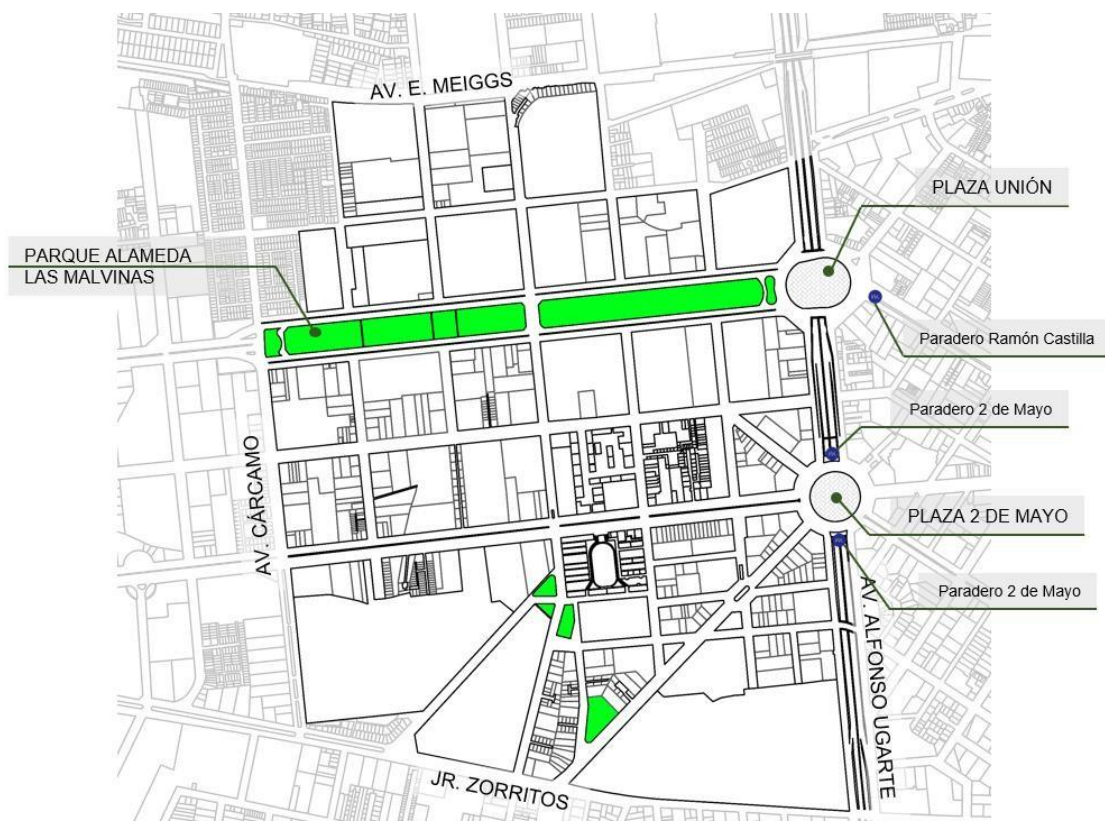 AV. E. MEIGGS
PLAZA UNIÓN
PARQUE ALAMEDA
LAS MALVINAS
Paradero Ramón Castilla
Paradero 2 de Mayo
AV. CÁRCAMO
PLAZA 2 DE MAYO
Paradero 2 de Mayo
AV. ALFONSO UGARTE
JR. ZORRITOS